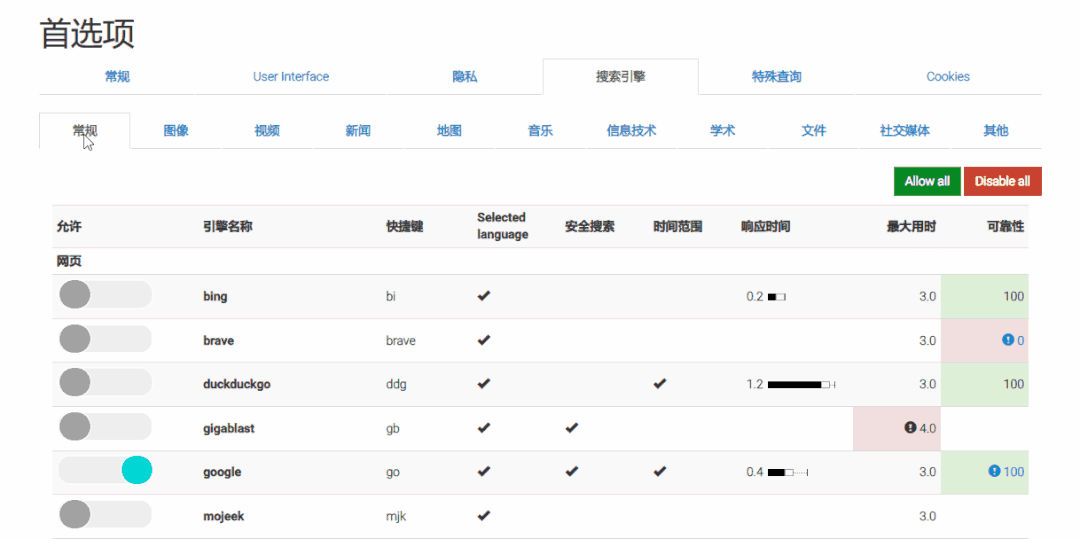 首选项
常规 User Interface 隐私 搜索引擎 特殊查询 Cookies
常规 图像 视频 新闻 地图 音乐 信息技术 学术 文件 社交媒体 其他
Allow all Disable all
允许 引擎名称 快捷键 Selected language 安全搜索 时间范围 响应时间 最大用时 可靠性
网页
bing bi 0.2 3.0 100
brave brave 3.0 0
duckduckgo ddg 1.2 3.0 100
gigablast gb 4.0
google go 0.4 3.0 100
mojeek mjk 3.0